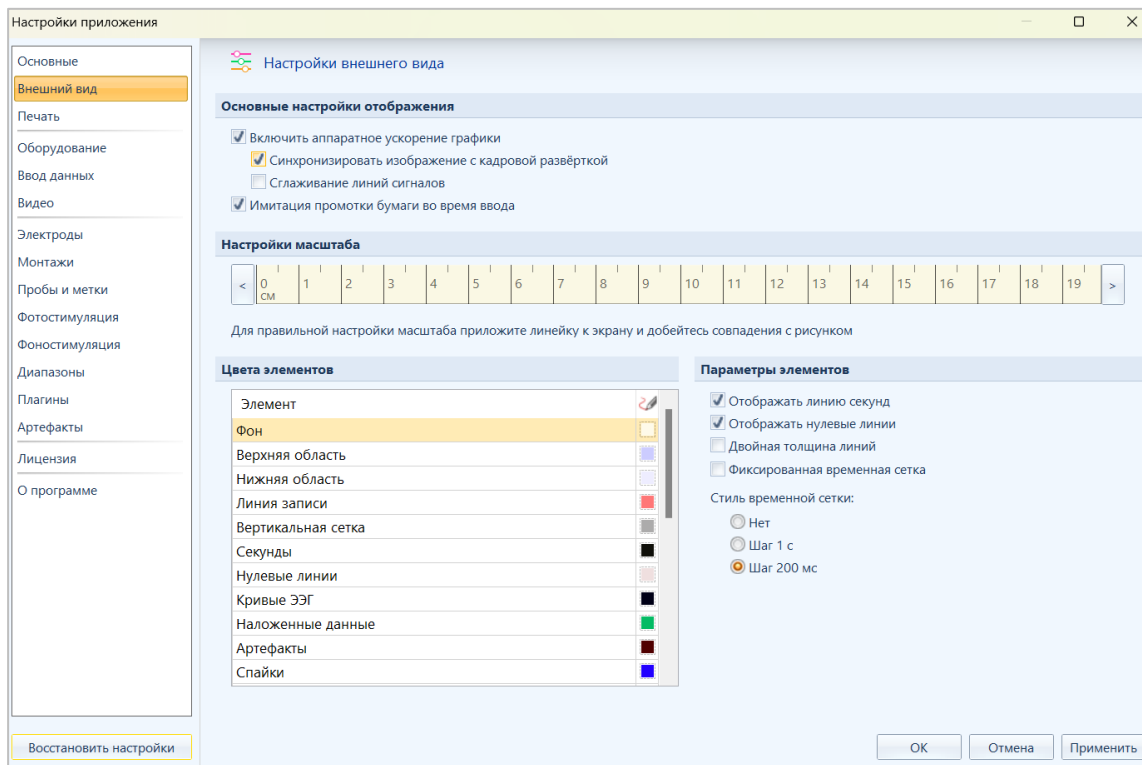 Настройки приложения
Основные
Внешний вид
Печать
Оборудование
Ввод данных
Видео
Электроды
Монтажи
Пробы и метки
Фотостимуляция
Фоностимуляция
Диапазоны
Плагины
Артефакты
Лицензия
О программе
Восстановить настройки
Настройки внешнего вида
Основные настройки отображения
Включить аппаратное ускорение графики
Синхронизировать изображение с кадровой развёрткой
Сглаживание линий сигналов
Имитация промотки бумаги во время ввода
Настройки масштаба
< 0 1 2 3 4 5 6 7 8 9 10 11 12 13 14 15 16 17 18 19 >
см
Для правильной настройки масштаба приложите линейку к экрану и добейтесь совпадения с рисунком
Цвета элементов
Элемент
Фон
Верхняя область
Нижняя область
Линия записи
Вертикальная сетка
Секунды
Нулевые линии
Кривые ЭЭГ
Наложенные данные
Артефакты
Спайки
Параметры элементов
Отображать линию секунд
Отображать нулевые линии
Двойная толщина линий
Фиксированная временная сетка
Стиль временной сетки:
Нет
Шаг 1 с
Шаг 200 мс
ОК
Отмена
Применить